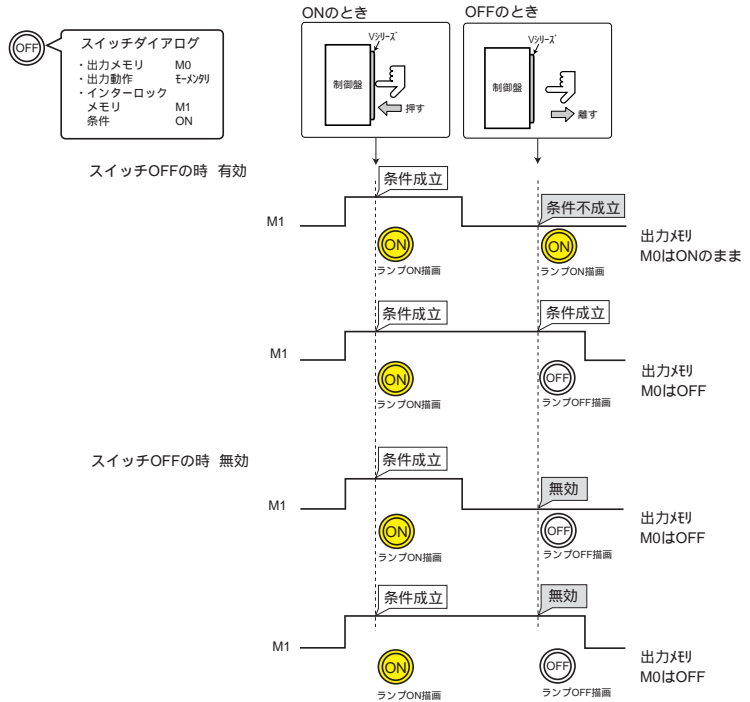 ONのとき
OFFのとき
OFF
スイッチダイアログ
・出力メモリ M0
・出力動作 ﾓｰﾒﾝﾀﾘ
・インターロック
メモリ M1
条件 ON
Vｼﾘｰｽﾞ
制御盤
押す
Vｼﾘｰｽﾞ
制御盤
離す
スイッチOFFの時 有効
条件成立
条件不成立
M1
ON
ランプON描画
ON
ランプON描画
出力ﾒﾓﾘ
M0はONのまま
条件成立
条件成立
M1
ON
ランプON描画
OFF
ランプOFF描画
出力ﾒﾓﾘ
M0はOFF
スイッチOFFの時 無効
条件成立
無効
M1
ON
ランプON描画
OFF
ランプOFF描画
出力ﾒﾓﾘ
M0はOFF
条件成立
無効
M1
ON
ランプON描画
OFF
ランプOFF描画
出力ﾒﾓﾘ
M0はOFF